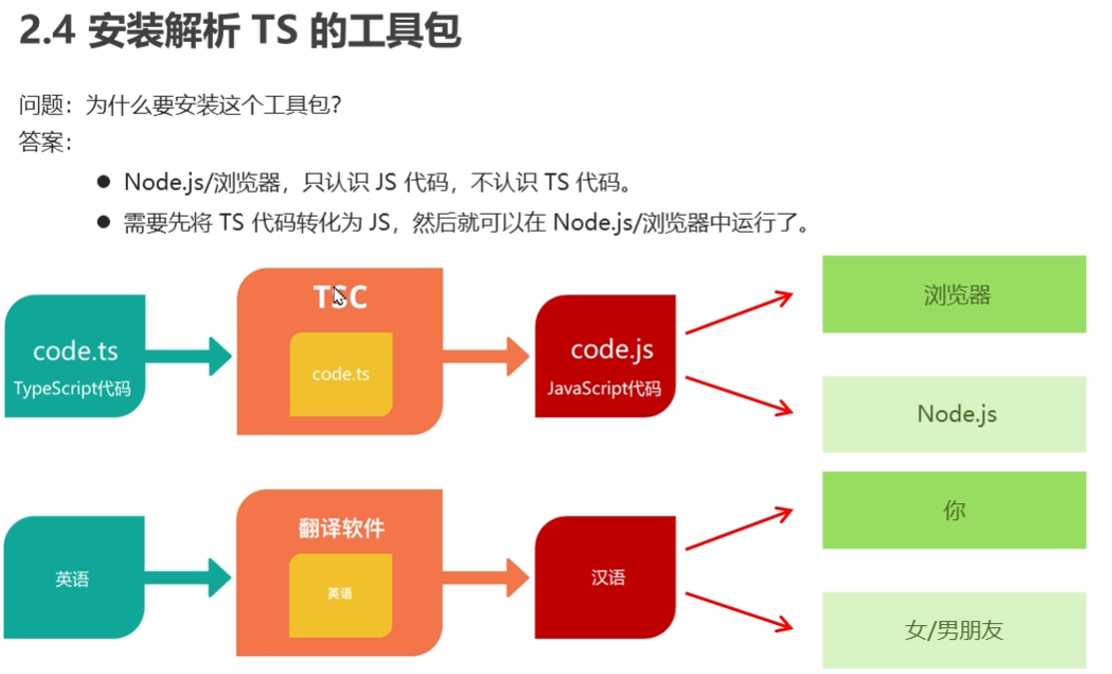 2.4 安装解析 TS 的工具包
问题：为什么要安装这个工具包？
答案：
● Node.js/浏览器，只认识 JS 代码，不认识 TS 代码。
● 需要先将 TS 代码转化为 JS，然后就可以在 Node.js/浏览器中运行了。
code.ts
TypeScript代码
TSC
code.ts
code.js
JavaScript代码
浏览器
Node.js
英语
翻译软件
英语
汉语
你
女/男朋友